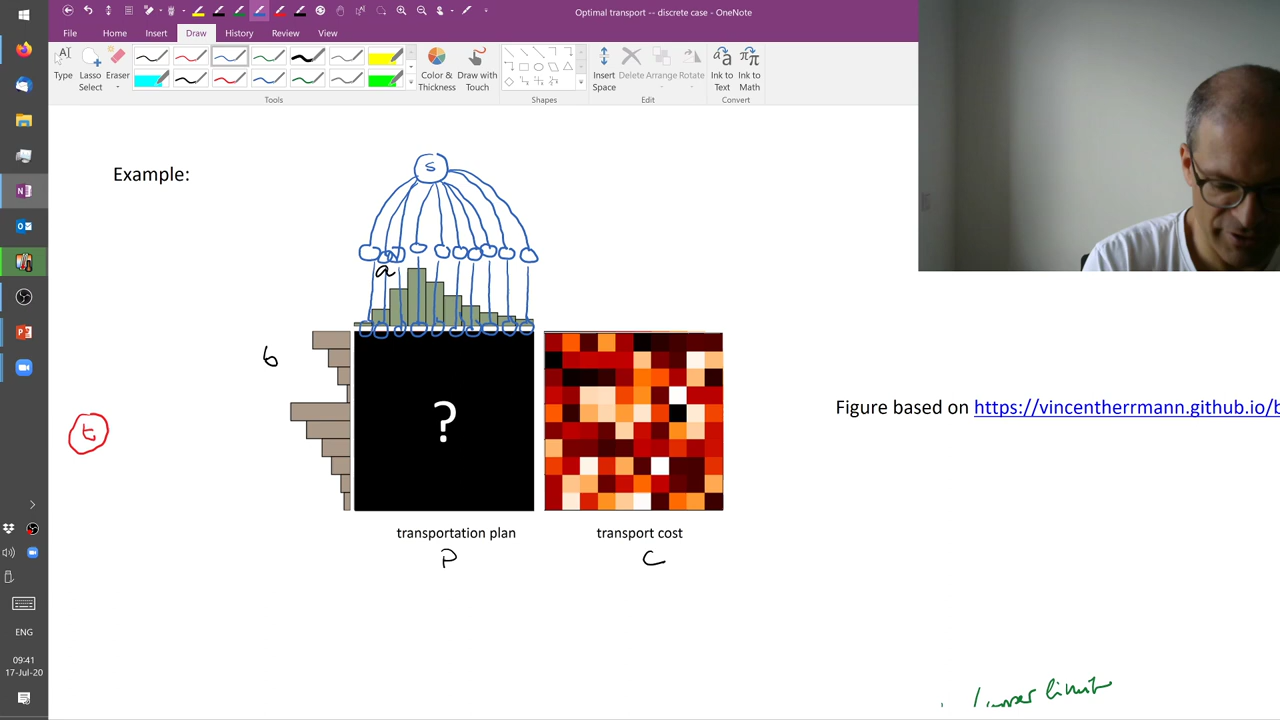 Optimal transport -- discrete case - OneNote
File Home Insert Draw History Review View
Type
Lasso Select
Eraser
Color & Thickness
Draw with Touch
Insert Space
Delete
Arrange
Rotate
Ink to Text
Ink to Math
Tools
Shapes
Edit
Convert
Example:
s
a
b
?
t
Figure based on https://vincentherrmann.github.io/b
transportation plan
transport cost
P
C
limit
ENG
09:41
17-Jul-20